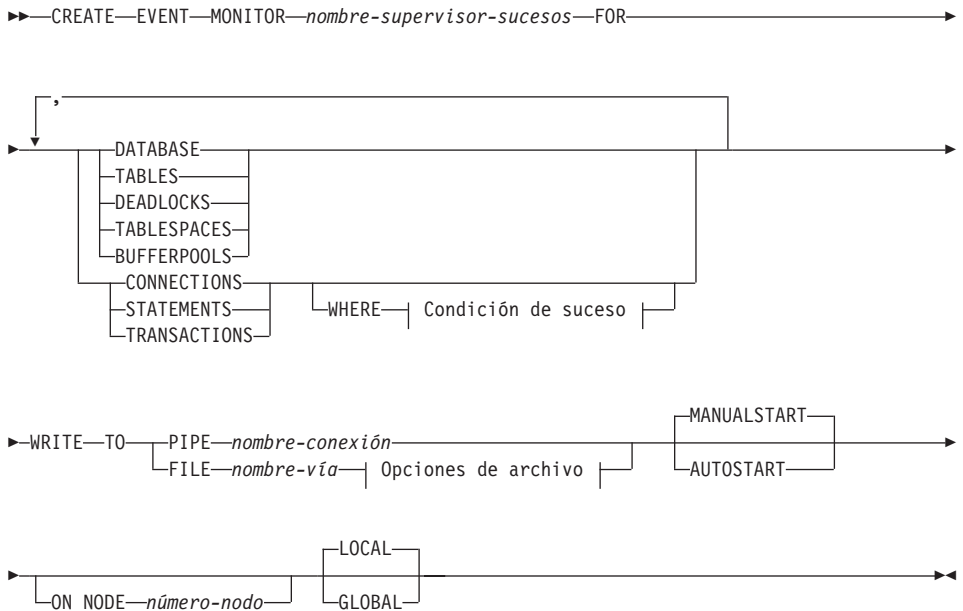 CREATE EVENT MONITOR nombre-supervisor-sucesos FOR
,
DATABASE
TABLES
DEADLOCKS
TABLESPACES
BUFFERPOOLS
CONNECTIONS
STATEMENTS
TRANSACTIONS
WHERE Condición de suceso
WRITE TO PIPE nombre-conexión
FILE nombre-vía Opciones de archivo
MANUALSTART
AUTOSTART
ON NODE número-nodo
LOCAL
GLOBAL